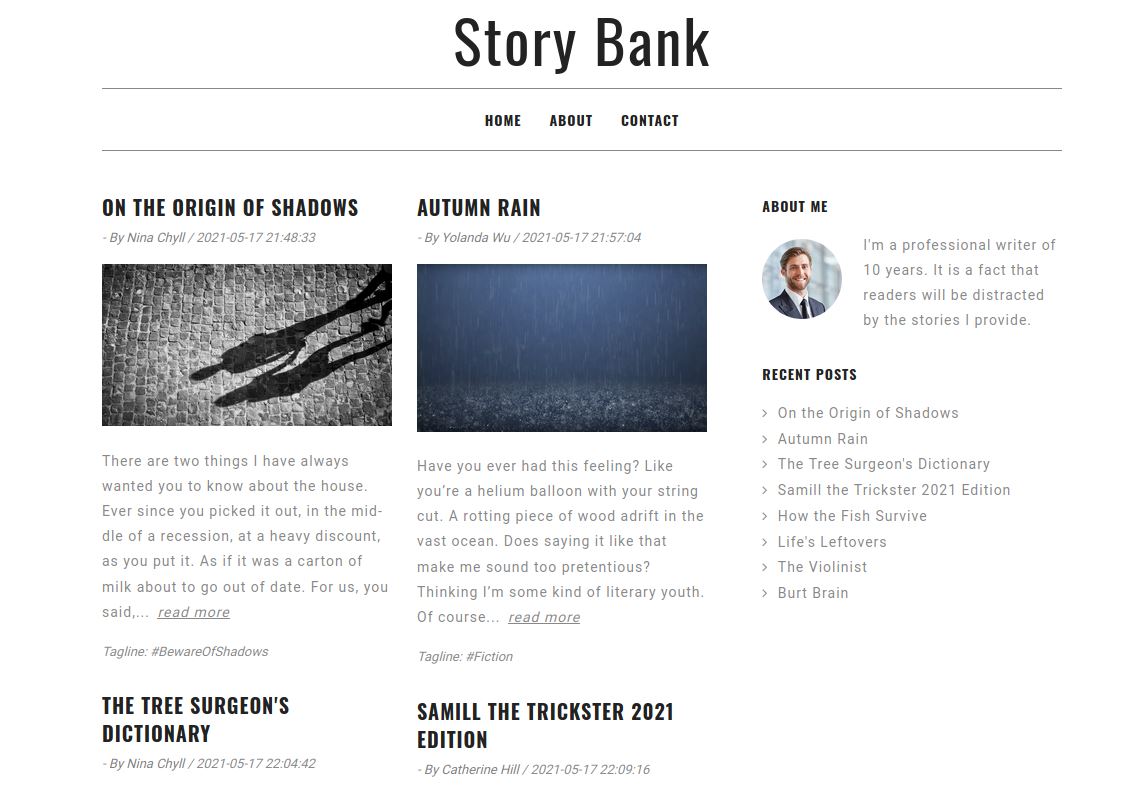 Story Bank
HOME ABOUT CONTACT
ON THE ORIGIN OF SHADOWS
- By Nina Chyll / 2021-05-17 21:48:33
There are two things I have always
wanted you to know about the house.
Ever since you picked it out, in the mid-
dle of a recession, at a heavy discount,
as you put it. As if it was a carton of
milk about to go out of date. For us, you
said,... read more
Tagline: #BewareOfShadows
THE TREE SURGEON'S
DICTIONARY
- By Nina Chyll / 2021-05-17 22:04:42
AUTUMN RAIN
- By Yolanda Wu / 2021-05-17 21:57:04
Have you ever had this feeling? Like
you’re a helium balloon with your string
cut. A rotting piece of wood adrift in the
vast ocean. Does saying it like that
make me sound too pretentious?
Thinking I’m some kind of literary youth.
Of course... read more
Tagline: #Fiction
SAMILL THE TRICKSTER 2021
EDITION
- By Catherine Hill / 2021-05-17 22:09:16
ABOUT ME
I'm a professional writer of
10 years. It is a fact that
readers will be distracted
by the stories I provide.
RECENT POSTS
On the Origin of Shadows
Autumn Rain
The Tree Surgeon's Dictionary
Samill the Trickster 2021 Edition
How the Fish Survive
Life's Leftovers
The Violinist
Burt Brain